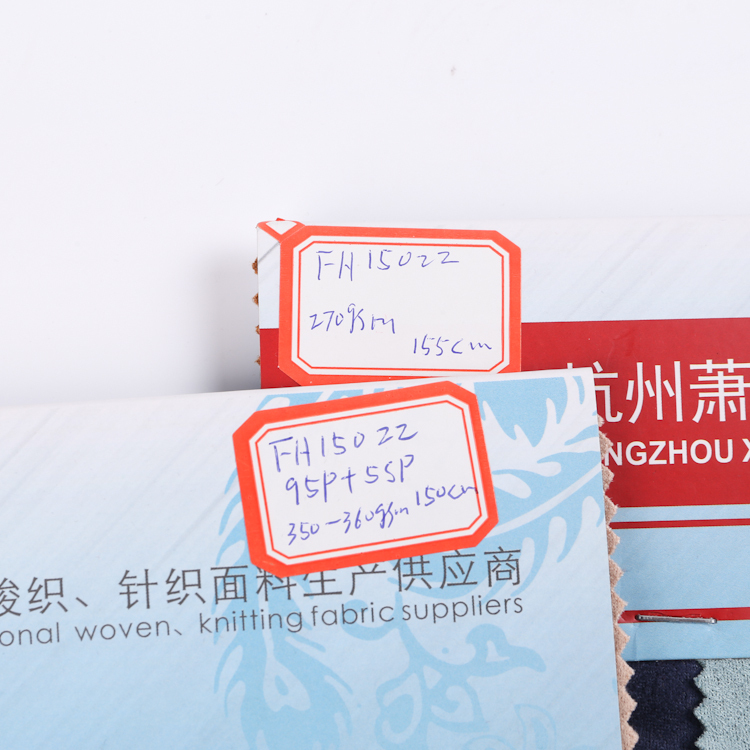 FH15022
270gsm
155cm
杭州萧
NGZHOU X
FH15022
95P+5SP
350-360gsm 150cm
梭织、针织面料生产供应商
onal woven、knitting fabric suppliers